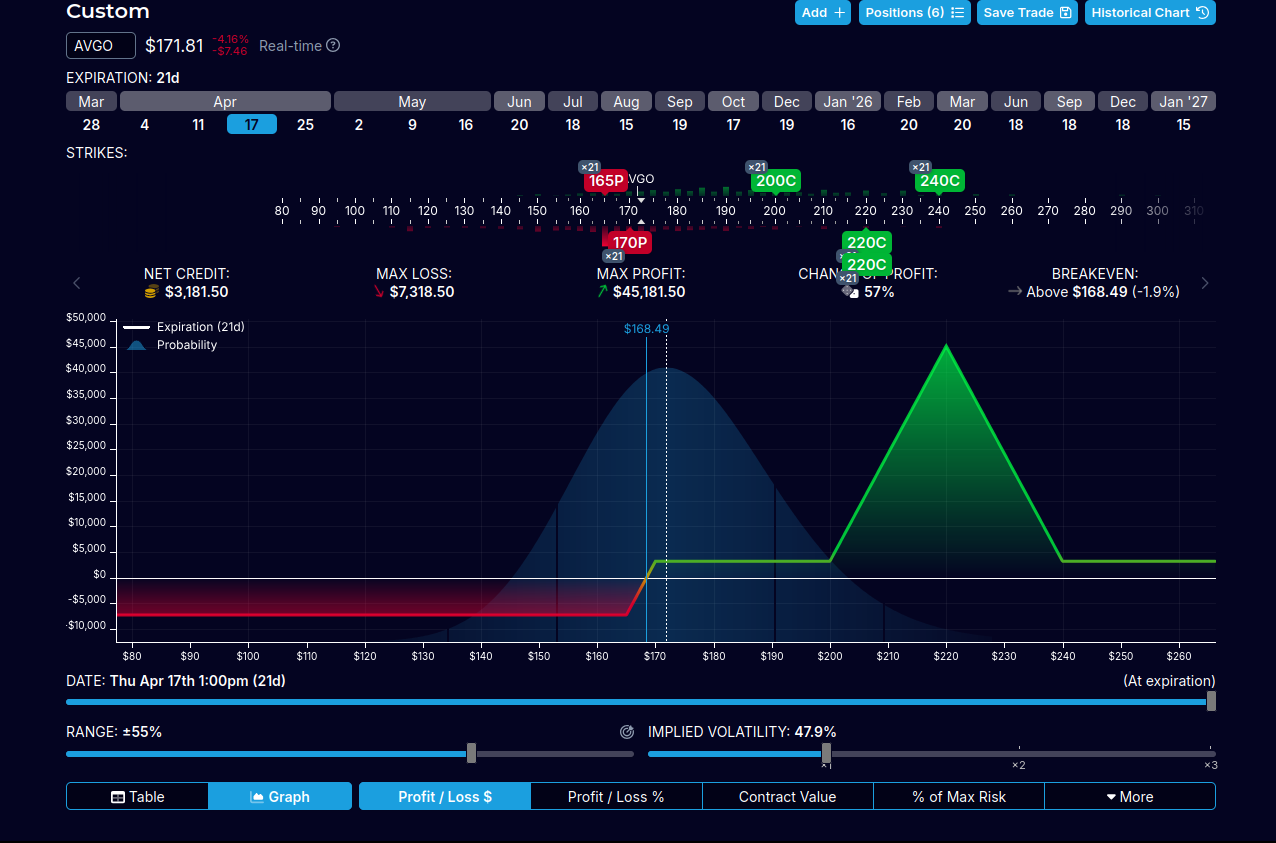 Custom
Add + Positions (6) Save Trade Historical Chart
AVGO $171.81 -4.16% -$7.46 Real-time ?
EXPIRATION: 21d
Mar Apr May Jun Jul Aug Sep Oct Dec Jan '26 Feb Mar Jun Sep Dec Jan '27
28 4 11 17 25 2 9 16 20 18 15 19 17 19 16 20 20 18 18 18 15
STRIKES:
×21 ×21 ×21
165P VGO 200C 240C
80 90 100 110 120 130 140 150 160 170 180 190 200 210 220 230 240 250 260 270 280 290 300 310
170P 220C
×21 220C
×21
NET CREDIT: MAX LOSS: MAX PROFIT: CHAN OF PROFIT: BREAKEVEN:
$3,181.50 $7,318.50 $45,181.50 57% Above $168.49 (-1.9%)
$50,000
$45,000
$40,000
$35,000
$30,000
$25,000
$20,000
$15,000
$10,000
$5,000
$0
-$5,000
-$10,000
Expiration (21d)
Probability
$168.49
$80 $90 $100 $110 $120 $130 $140 $150 $160 $170 $180 $190 $200 $210 $220 $230 $240 $250 $260
DATE: Thu Apr 17th 1:00pm (21d) (At expiration)
RANGE: ±55% IMPLIED VOLATILITY: 47.9%
×1 ×2 ×3
Table Graph Profit / Loss $ Profit / Loss % Contract Value % of Max Risk More